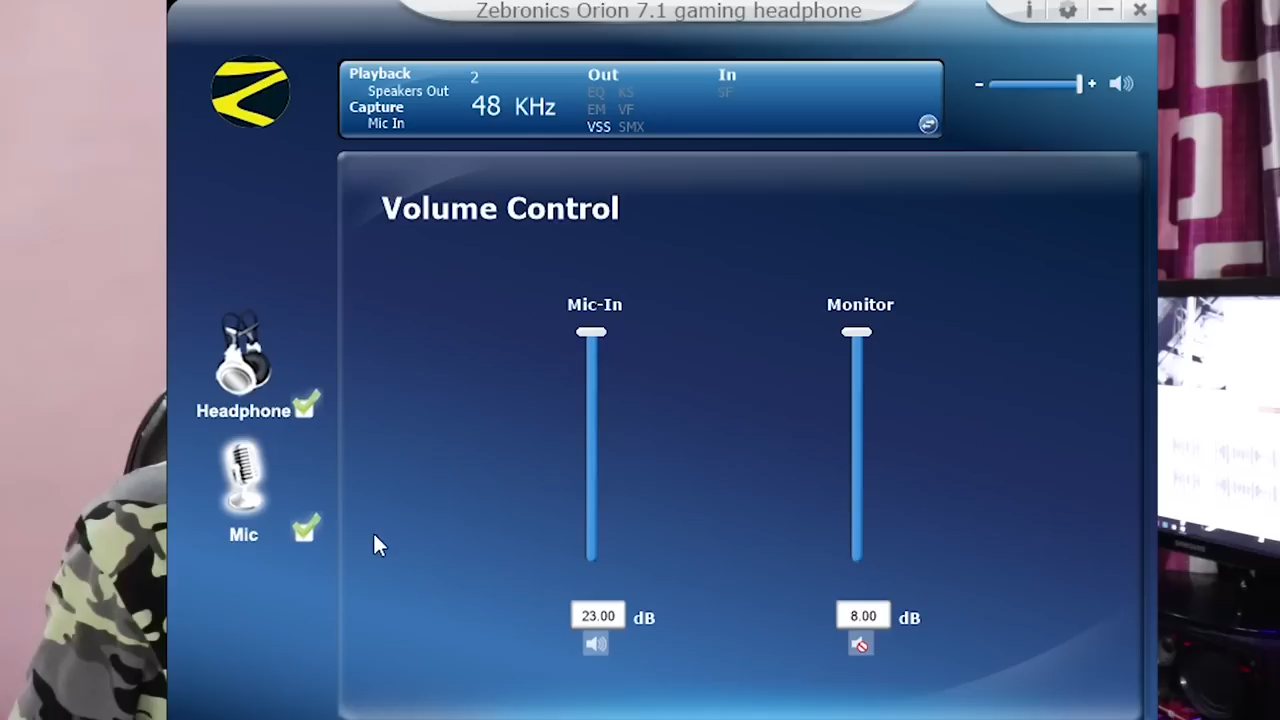 Zebronics Orion 7.1 gaming headphone
Playback
Speakers Out
Capture
Mic In
2
48 KHz
Out
EQ KS
EM VF
VSS SMX
In
SF
Volume Control
Mic-In
Monitor
Headphone
Mic
23.00 dB
8.00 dB
SAMSUNG